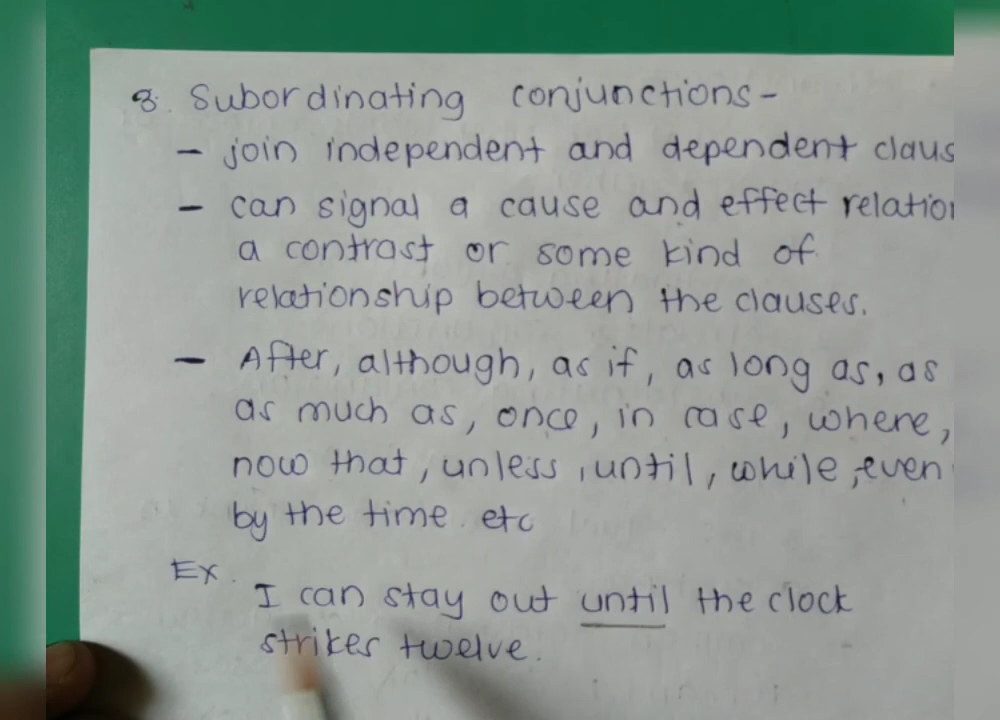 8. Subordinating conjunctions-
- join independent and dependent claus
- can signal a cause and effect relation
a contrast or some kind of
relationship between the clauses.
- After, although, as if, as long as, as
as much as, once, in case, where,
now that, unless, until, while, even
by the time etc
Ex.
I can stay out until the clock
strikes twelve.